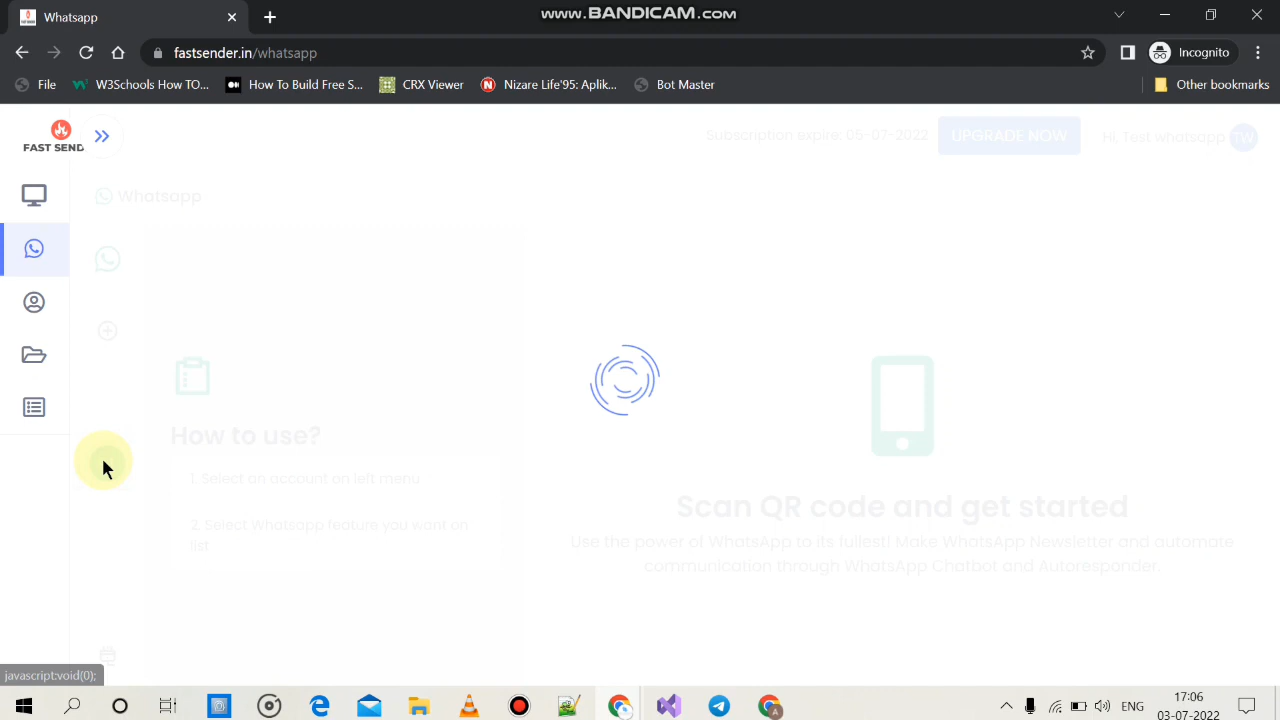 Whatsapp
www.BANDICAM.com
fastsender.in/whatsapp
Incognito
File
W3Schools How TO...
How To Build Free S...
CRX Viewer
Nizare Life'95: Aplik...
Bot Master
Other bookmarks
FAST SEND
Subscription expire: 05-07-2022
UPGRADE NOW
Hi, Test whatsapp
TW
Whatsapp
How to use?
1. Select an account on left menu
2. Select Whatsapp feature you want on
list
Scan QR code and get started
Use the power of WhatsApp to its fullest! Make WhatsApp Newsletter and automate
communication through WhatsApp Chatbot and Autoresponder.
javascript:void(0);
A
ENG
17:06
03-07-2022